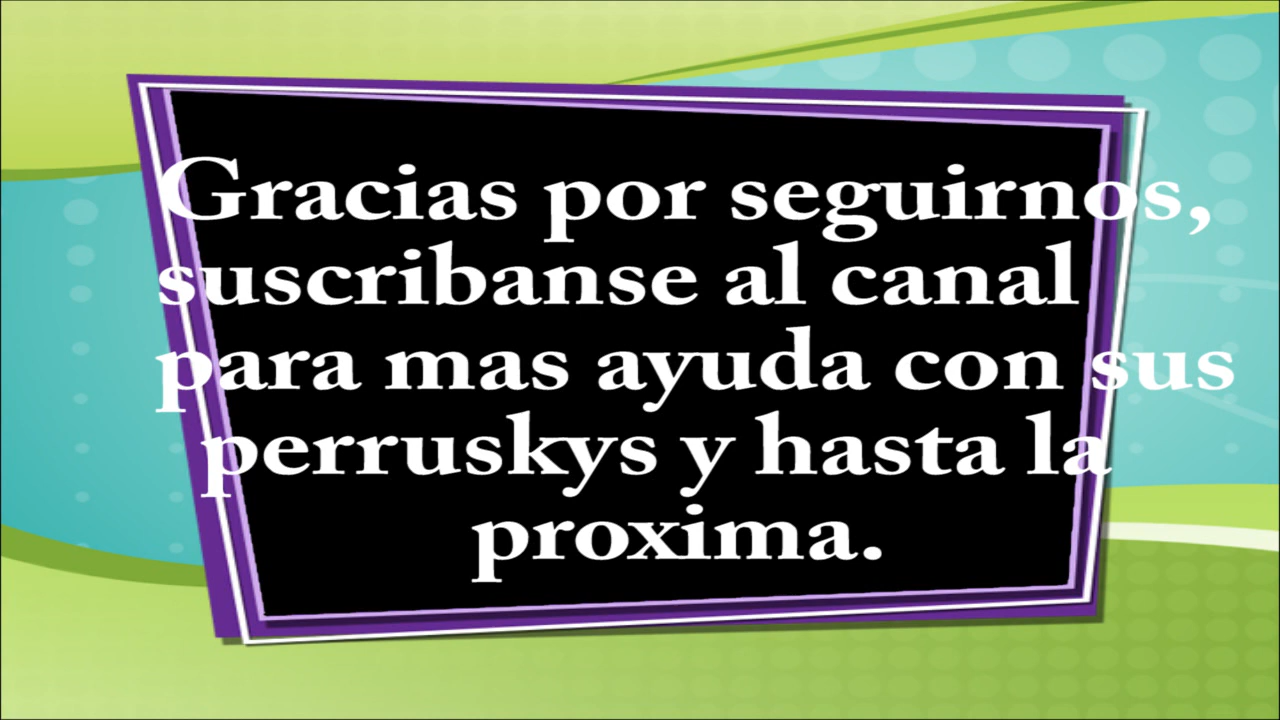 Gracias por seguirnos,
suscribanse al canal
para mas ayuda con sus
perruskys y hasta la
proxima.